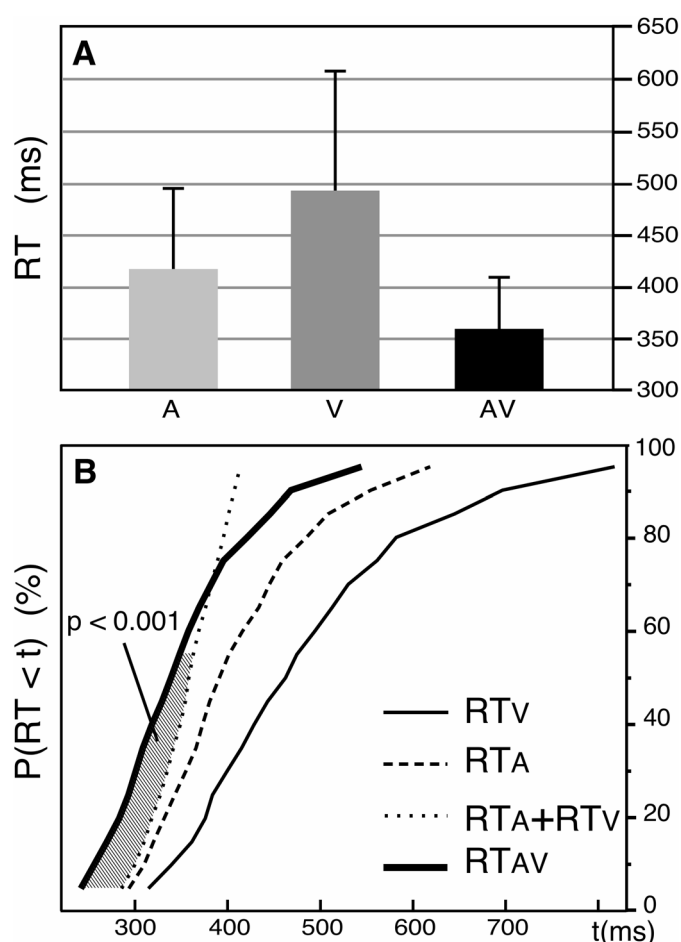 A
RT (ms)
650
600
550
500
450
400
350
300
A V AV
B
P(RT < t) (%)
p < 0.001
100
80
60
40
20
0
RTV
RTA
RTA+RTV
RTAV
300 400 500 600 700 t(ms)